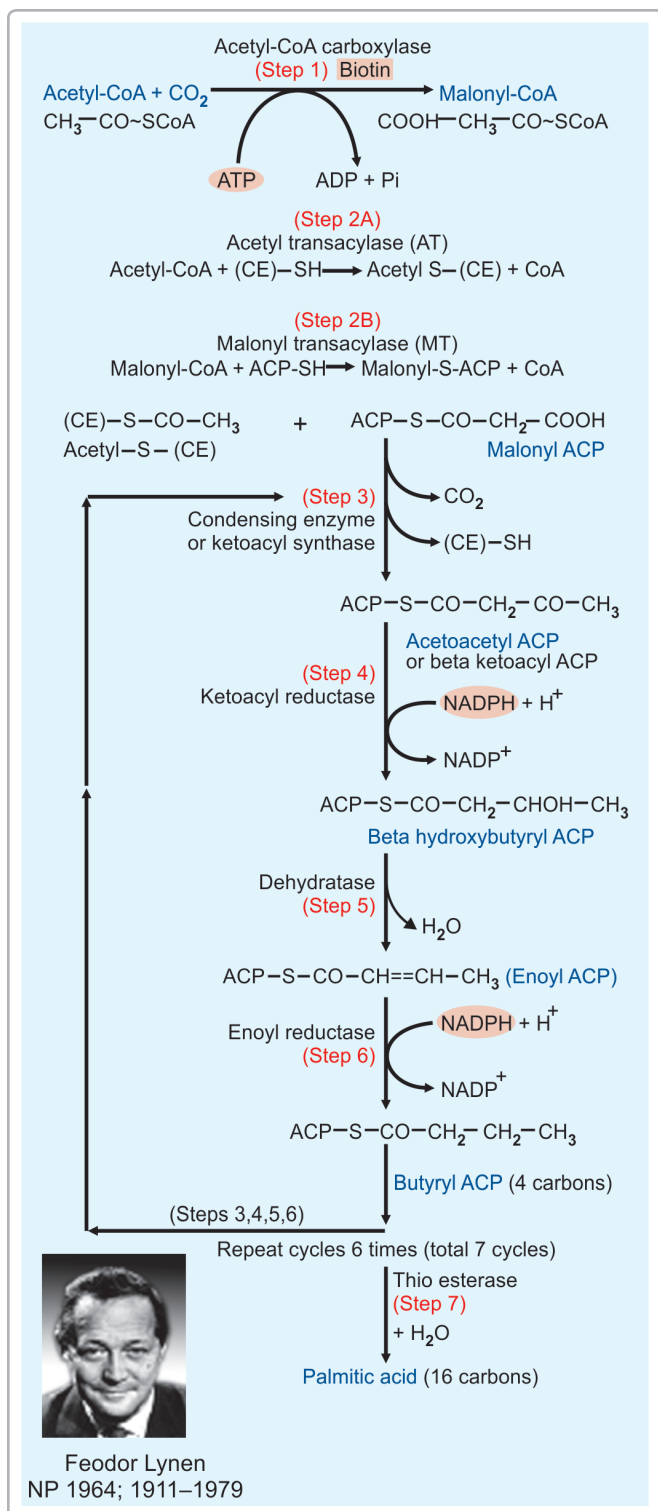 Acetyl-CoA carboxylase
(Step 1) Biotin
Acetyl-CoA + CO₂ Malonyl-CoA
CH₃—CO~SCoA COOH—CH₃—CO~SCoA
ATP ADP + Pi
(Step 2A)
Acetyl transacylase (AT)
Acetyl-CoA + (CE)—SH→Acetyl S—(CE) + CoA
(Step 2B)
Malonyl transacylase (MT)
Malonyl-CoA + ACP-SH→Malonyl-S-ACP + CoA
(CE)—S—CO—CH₃ + ACP—S—CO—CH₂—COOH
Acetyl—S—(CE) Malonyl ACP
(Step 3) CO₂
Condensing enzyme
or ketoacyl synthase (CE)—SH
ACP—S—CO—CH₂—CO—CH₃
Acetoacetyl ACP
or beta ketoacyl ACP
(Step 4)
Ketoacyl reductase NADPH + H⁺
NADP⁺
ACP—S—CO—CH₂—CHOH—CH₃
Beta hydroxybutyryl ACP
Dehydratase
(Step 5)
H₂O
ACP—S—CO—CH==CH—CH₃ (Enoyl ACP)
Enoyl reductase NADPH + H⁺
(Step 6)
NADP⁺
ACP—S—CO—CH₂—CH₂—CH₃
Butyryl ACP (4 carbons)
(Steps 3,4,5,6)
Repeat cycles 6 times (total 7 cycles)
Thio esterase
(Step 7)
+ H₂O
Palmitic acid (16 carbons)
Feodor Lynen
NP 1964; 1911–1979